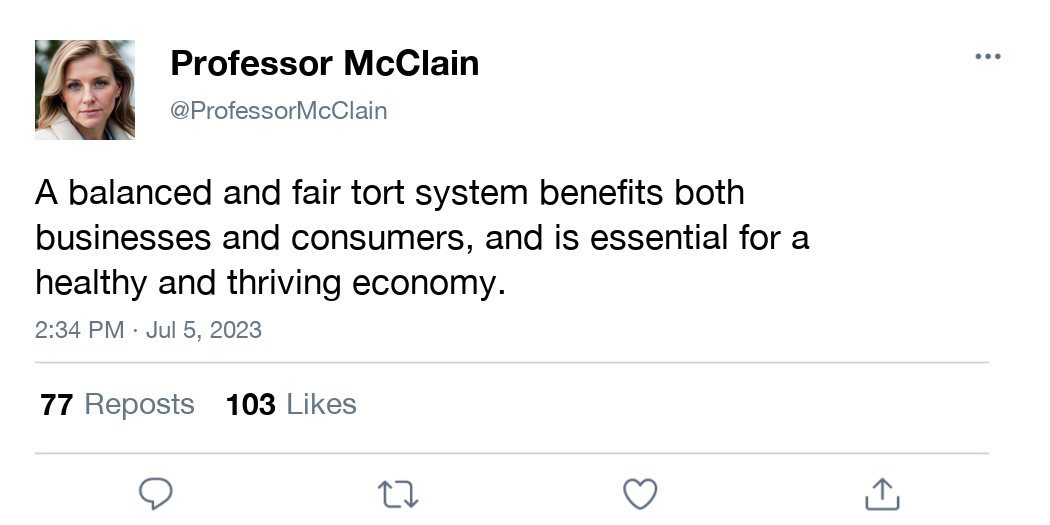 Professor McClain
@ProfessorMcClain
A balanced and fair tort system benefits both
businesses and consumers, and is essential for a
healthy and thriving economy.
2:34 PM · Jul 5, 2023
77 Reposts 103 Likes